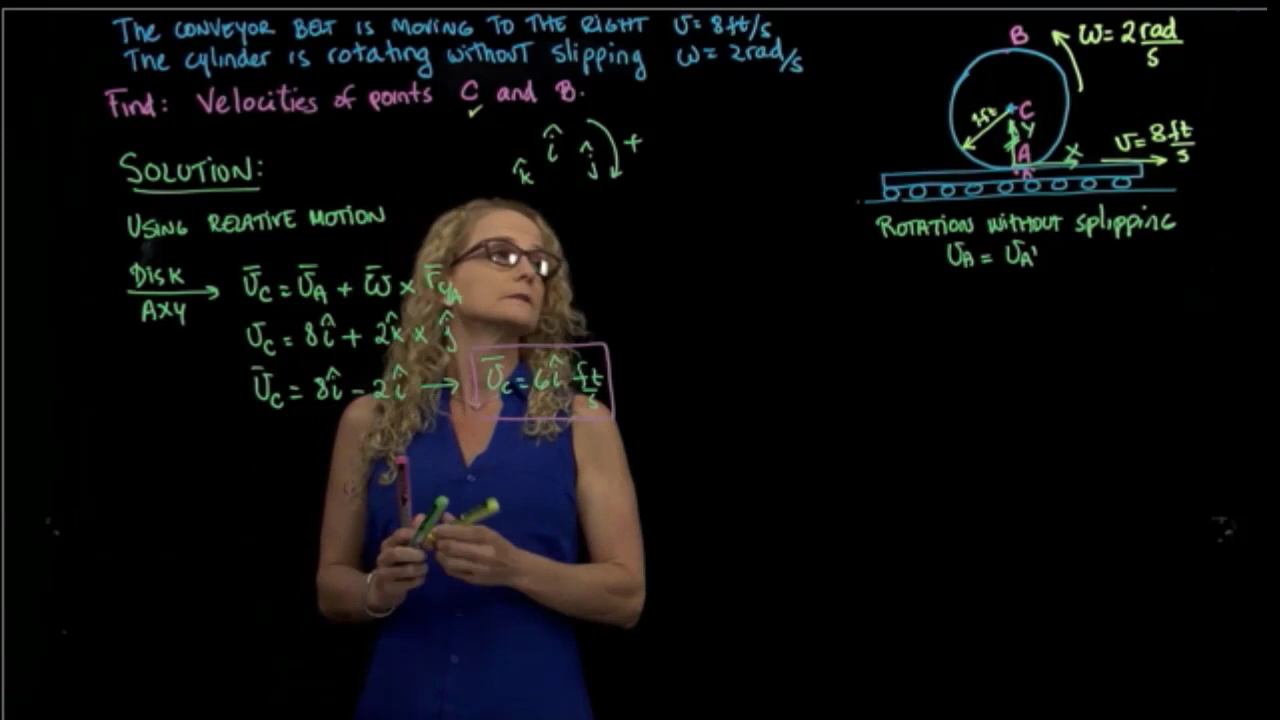 The CONVEYOR BELT IS MOVING TO THE RIGHT v = 8ft/s
The cylinder is rotating without slipping ω = 2rad/s
Find: Velocities of points C and B.
SOLUTION:
k̂ î ĵ +
USING RELATIVE MOTION
DISK
AXY
v̄C = v̄A + ω̄ × r̄C/A
v̄C = 8î + 2k̂ × ĵ
v̄C = 8î - 2î → v̄C = 6î ft/s
B
ω = 2 rad/s
C
1ft
Y
A
X
v = 8 ft/s
A'
ROTATION WITHOUT SPLIPPING
vA = vA'